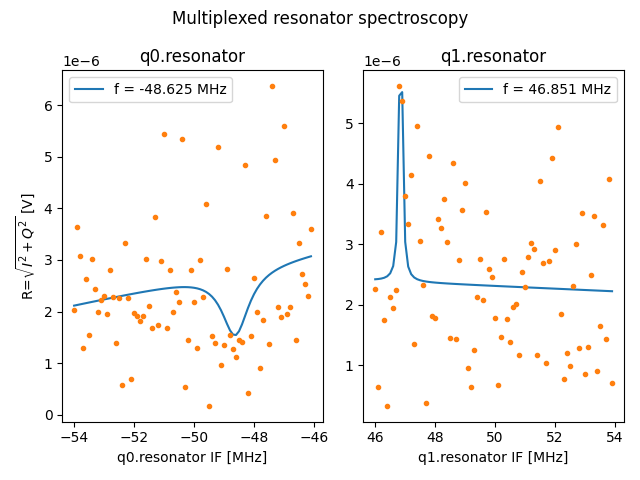 Multiplexed resonator spectroscopy
q0.resonator
q1.resonator
1e−6
1e−6
f = -48.625 MHz
f = 46.851 MHz
R=√I² + Q² [V]
6
5
4
3
2
1
0
5
4
3
2
1
−54 −52 −50 −48 −46
46 48 50 52 54
q0.resonator IF [MHz]
q1.resonator IF [MHz]